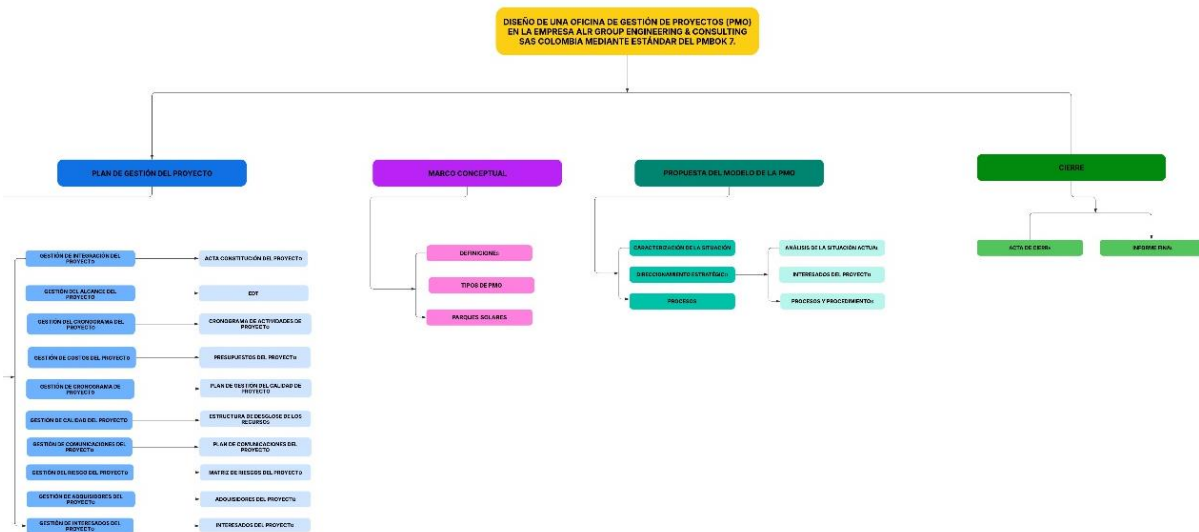 DISEÑO DE UNA OFICINA DE GESTIÓN DE PROYECTOS (PMO)
EN LA EMPRESA ALR GROUP ENGINEERING & CONSULTING
SAS COLOMBIA MEDIANTE ESTÁNDAR DEL PMBOK 7.
PLAN DE GESTIÓN DEL PROYECTO
MARCO CONCEPTUAL
PROPUESTA DEL MODELO DE LA PMO
CIERRE
GESTIÓN DE INTEGRACIÓN DEL
PROYECTO
ACTA CONSTITUCIÓN DEL PROYECTO
GESTIÓN DEL ALCANCE DEL
PROYECTO
EDT
GESTIÓN DEL CRONOGRAMA DEL
PROYECTO
CRONOGRAMA DE ACTIVIDADES DE
PROYECTO
GESTIÓN DE COSTOS DEL PROYECTO
PRESUPUESTOS DEL PROYECTO
GESTIÓN DE CRONOGRAMA DE
PROYECTO
PLAN DE GESTIÓN DEL CALIDAD DE
PROYECTO
GESTIÓN DE CALIDAD DEL PROYECTO
ESTRUCTURA DE DESGLOSE DE LOS
RECURSOS
GESTIÓN DE COMUNICACIONES DEL
PROYECTO
PLAN DE COMUNICACIONES DEL
PROYECTO
GESTIÓN DEL RIESGO DEL PROYECTO
MATRIZ DE RIESGOS DEL PROYECTO
GESTIÓN DE ADQUISIDORES DEL
PROYECTO
ADQUISIDORES DEL PROYECTO
GESTIÓN DE INTERESADOS DEL
PROYECTO
INTERESADOS DEL PROYECTO
DEFINICIONES
TIPOS DE PMO
PARQUES SOLARES
CARACTERIZACIÓN DE LA SITUACIÓN
DIRECCIONAMIENTO ESTRATÉGICO
PROCESOS
ANÁLISIS DE LA SITUACIÓN ACTUAL
INTERESADOS DEL PROYECTO
PROCESOS Y PROCEDIMIENTOS
ACTA DE CIERRE
INFORME FINAL